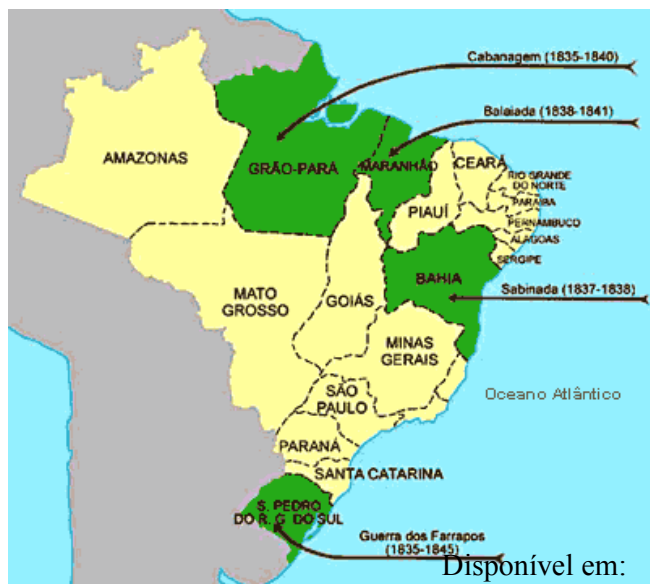 Cabanagem (1835-1840)
Balaiada (1838-1841)
AMAZONAS
GRÃO-PARÁ
MARANHÃO
CEARÁ
RIO GRANDE
DO NORTE
PARAÍBA
PIAUÍ
PERNAMBUCO
ALAGOAS
SERGIPE
BAHIA
Sabinada (1837-1838)
MATO
GROSSO
GOIÁS
MINAS
GERAIS
Oceano Atlântico
SÃO
PAULO
PARANÁ
SANTA CATARINA
S. PEDRO
DO R. G. DO SUL
Guerra dos Farrapos
(1835-1845)
Disponível em: